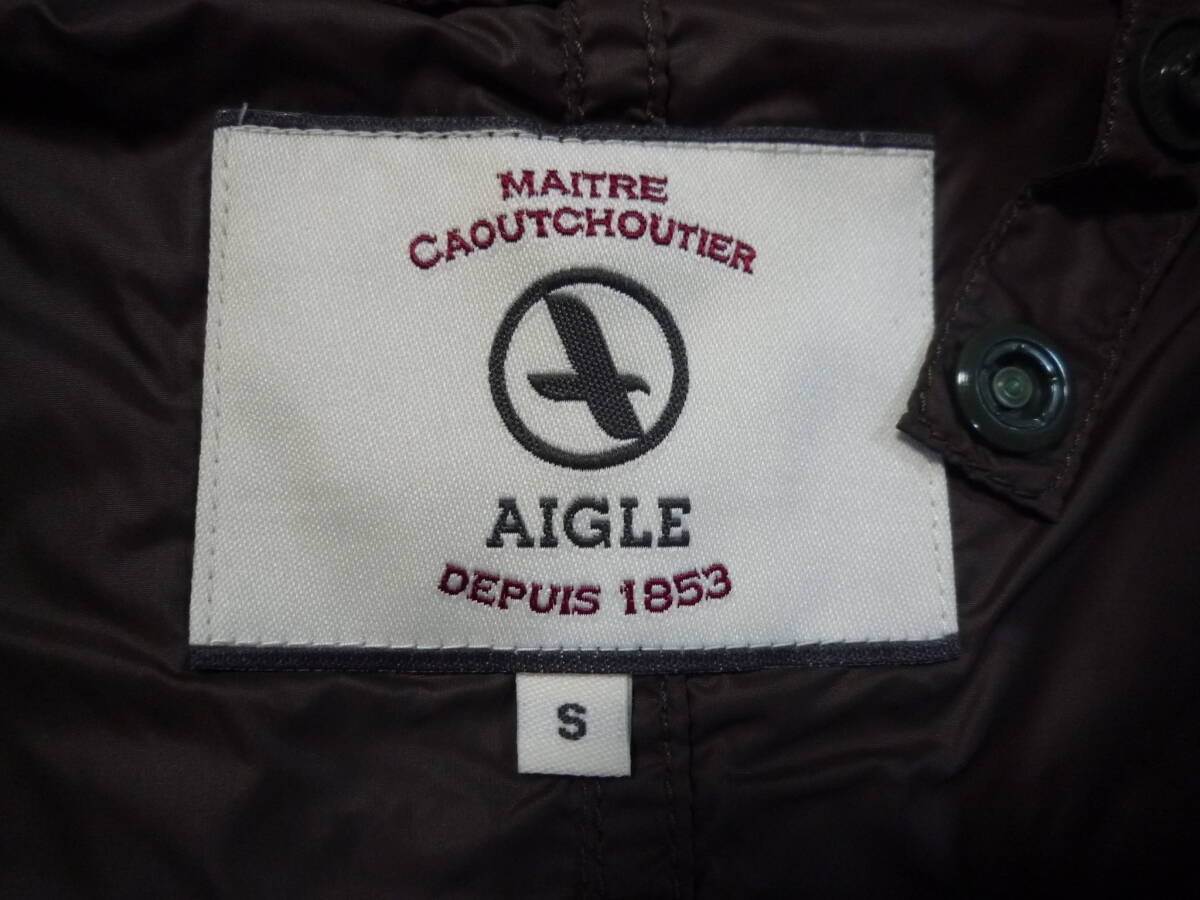 MAITRE
CAOUTCHOUTIER
AIGLE
DEPUIS 1853
S